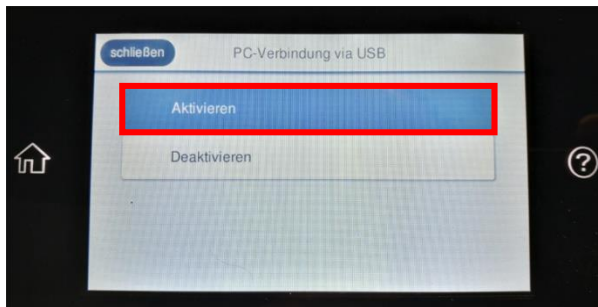 schließen
PC-Verbindung via USB
Aktivieren
Deaktivieren
?